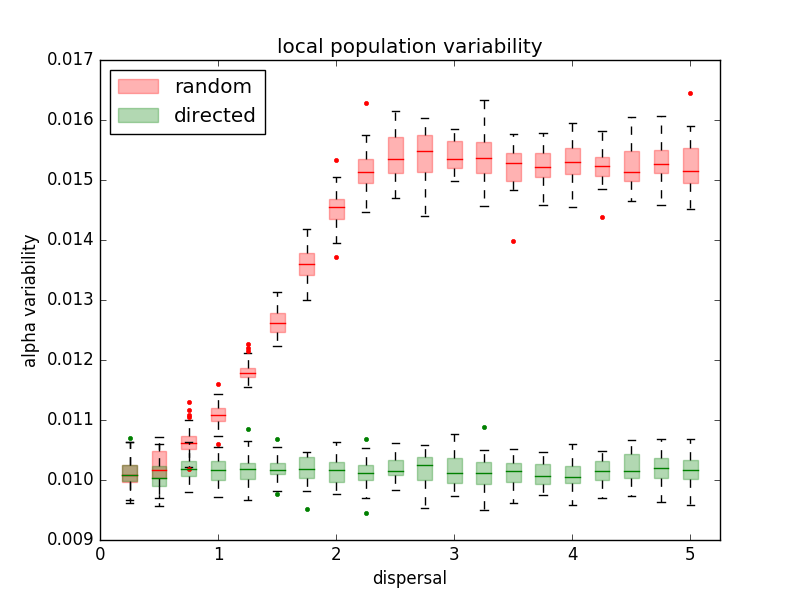 local population variability
random
directed
alpha variability
0.017
0.016
0.015
0.014
0.013
0.012
0.011
0.010
0.009
0 1 2 3 4 5
dispersal